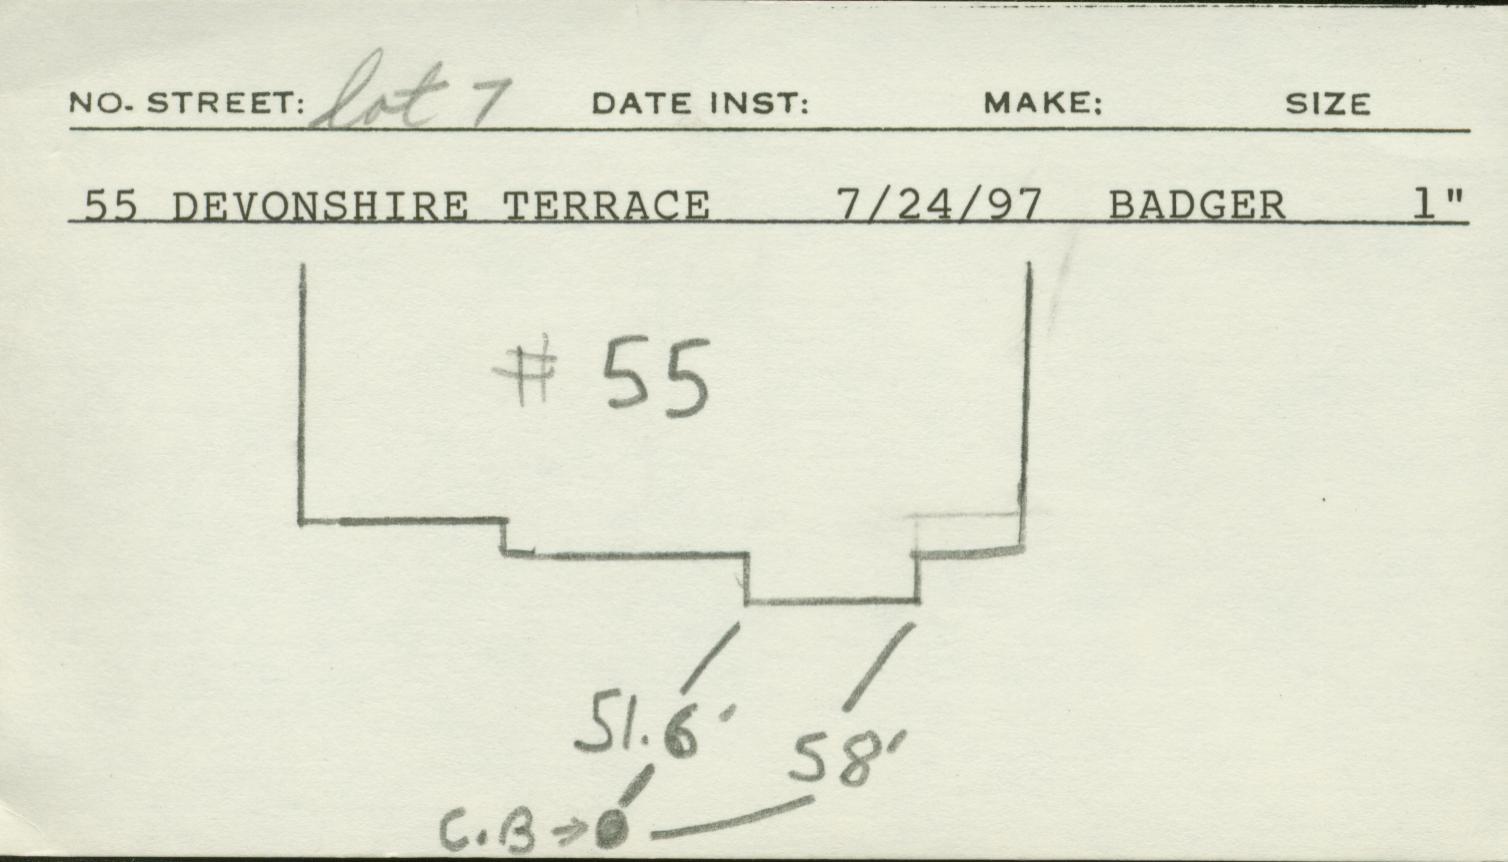 NO. STREET: lot 7 DATE INST: MAKE: SIZE
55 DEVONSHIRE TERRACE 7/24/97 BADGER 1"
# 55
51.6'
58'
C.B →